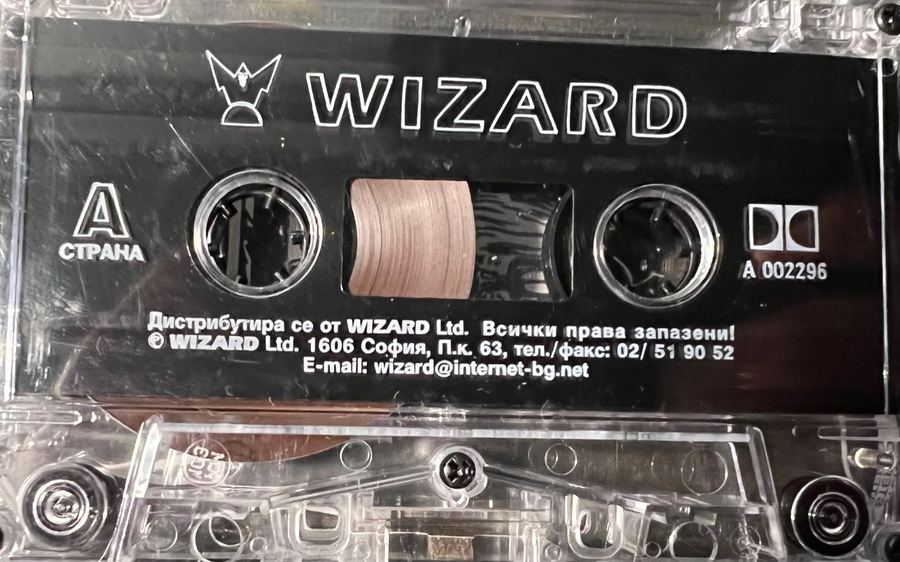 WIZARD
A
СТРАНА
A 002296
Дистрибутира се от WIZARD Ltd. Всички права запазени!
℗ WIZARD Ltd. 1606 София, П.к. 63, тел./факс: 02/ 51 90 52
E-mail: wizard@internet-bg.net